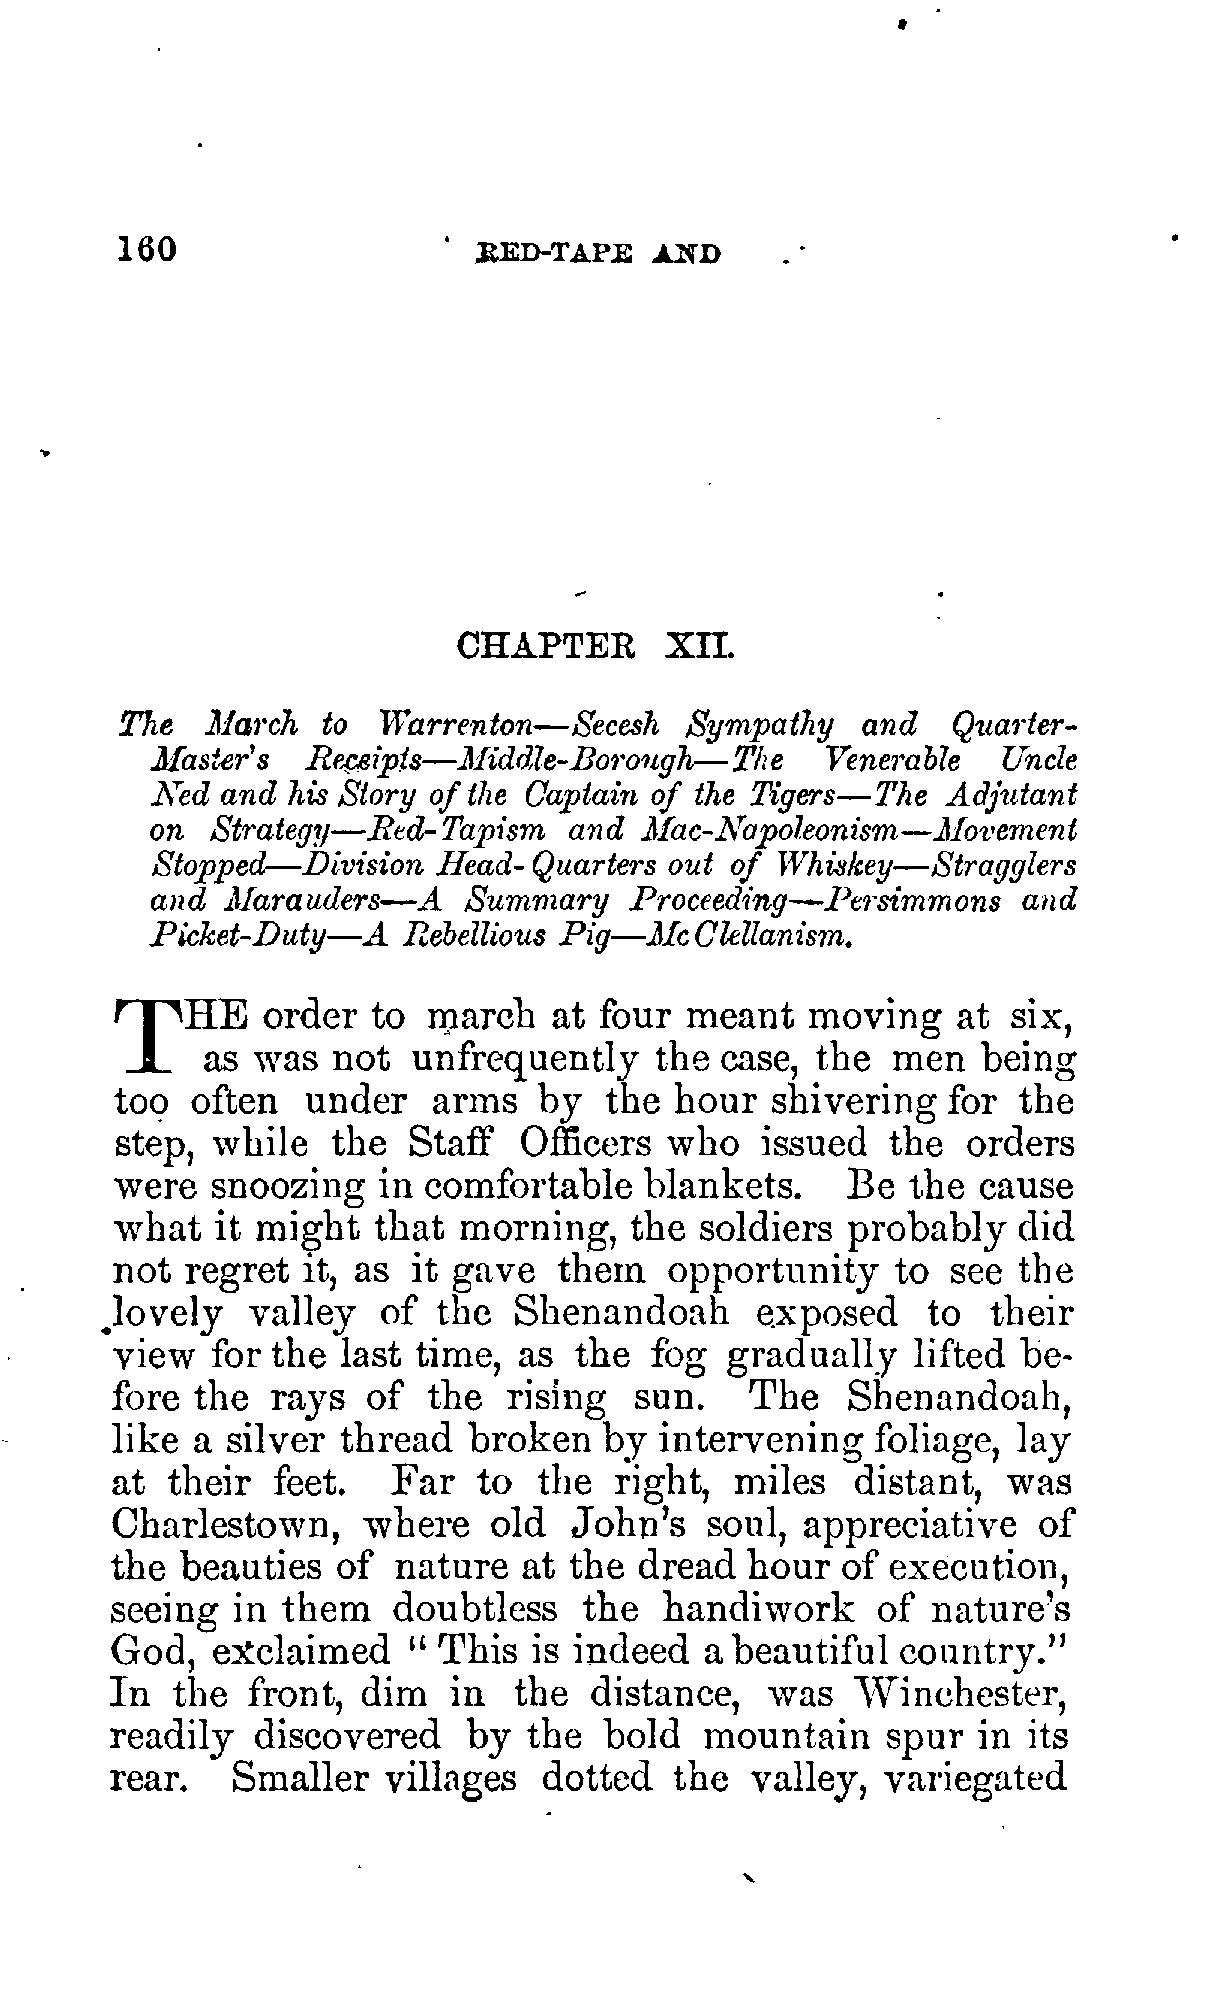 160 RED-TAPE AND
CHAPTER XII.
The March to Warrenton—Secesh Sympathy and Quarter-
Master's Receipts—Middle-Borough—The Venerable Uncle
Ned and his Story of the Captain of the Tigers—The Adjutant
on Strategy—Red-Tapism and Mac-Napoleonism—Movement
Stopped—Division Head-Quarters out of Whiskey—Stragglers
and Marauders—A Summary Proceeding—Persimmons and
Picket-Duty—A Rebellious Pig—McClellanism.
THE order to march at four meant moving at six,
as was not unfrequently the case, the men being
too often under arms by the hour shivering for the
step, while the Staff Officers who issued the orders
were snoozing in comfortable blankets. Be the cause
what it might that morning, the soldiers probably did
not regret it, as it gave them opportunity to see the
lovely valley of the Shenandoah exposed to their
view for the last time, as the fog gradually lifted be-
fore the rays of the rising sun. The Shenandoah,
like a silver thread broken by intervening foliage, lay
at their feet. Far to the right, miles distant, was
Charlestown, where old John's soul, appreciative of
the beauties of nature at the dread hour of execution,
seeing in them doubtless the handiwork of nature's
God, exclaimed "This is indeed a beautiful country."
In the front, dim in the distance, was Winchester,
readily discovered by the bold mountain spur in its
rear. Smaller villages dotted the valley, variegated